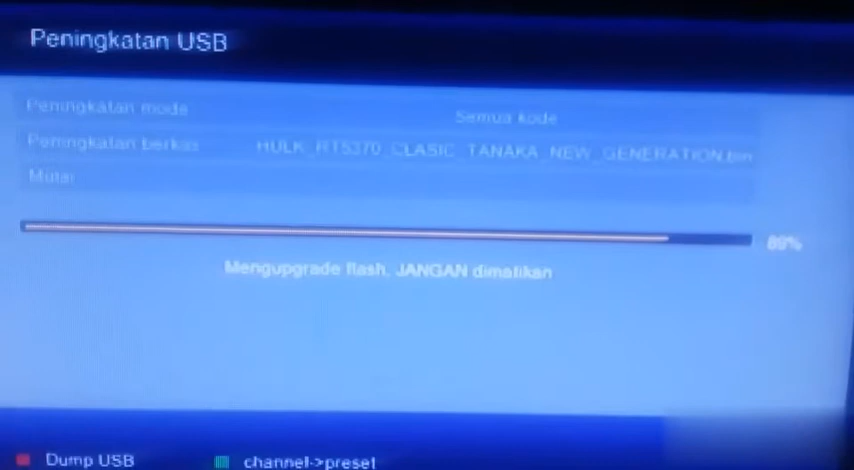 Peningkatan USB
Peningkatan mode Semua kode
Peningkatan berkas HULK_RT5370_CLASIC_TANAKA_NEW_GENERATION.bin
Mulai
89%
Mengupgrade flash, JANGAN dimatikan
Dump USB channel->preset